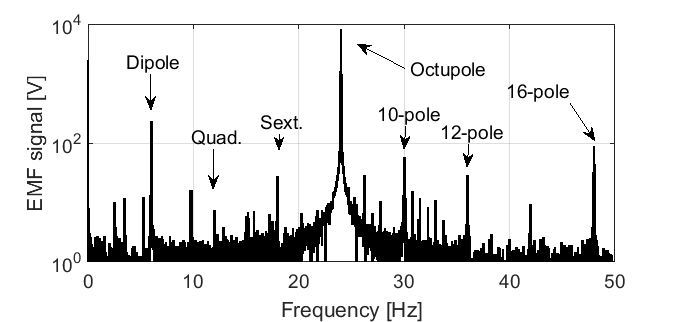 10^4
Dipole
Octupole
16-pole
10-pole
Sext.
12-pole
Quad.
10^2
EMF signal [V]
10^0
0 10 20 30 40 50
Frequency [Hz]